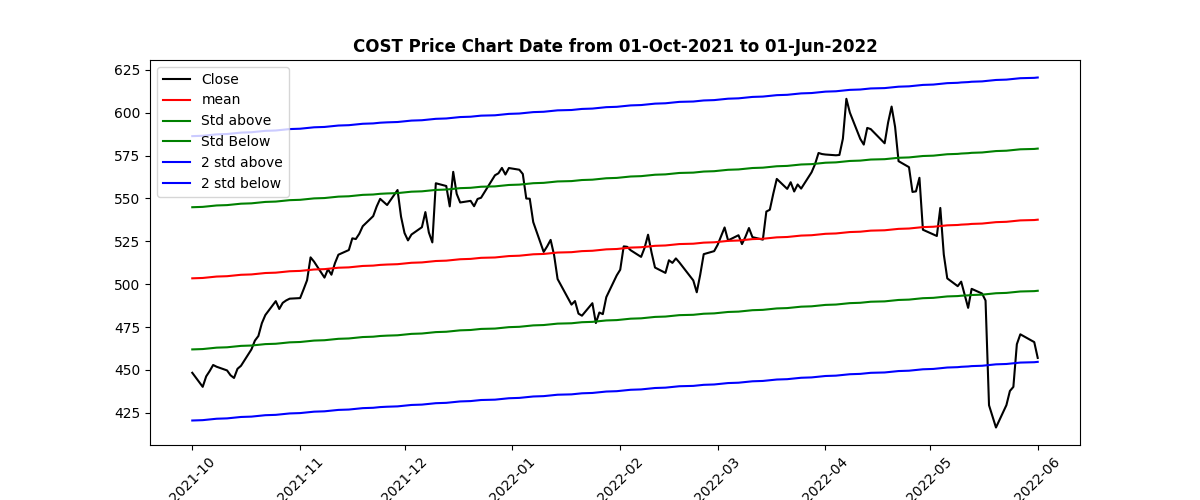 COST Price Chart Date from 01-Oct-2021 to 01-Jun-2022
625
600
575
550
525
500
475
450
425
Close
mean
Std above
Std Below
2 std above
2 std below
2021-10
2021-11
2021-12
2022-01
2022-02
2022-03
2022-04
2022-05
2022-06